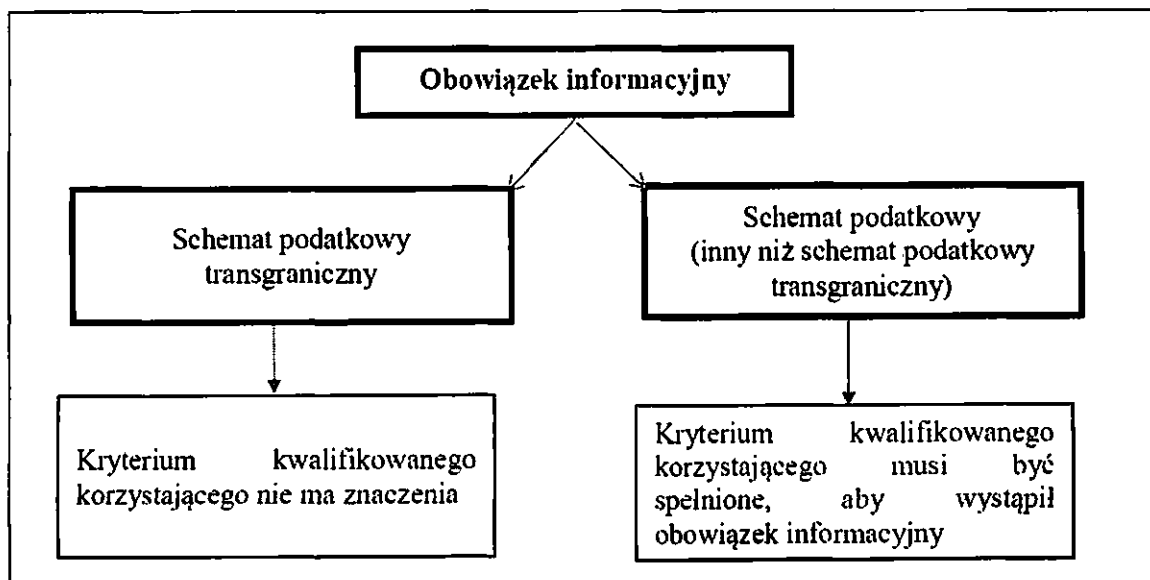 Obowiązek informacyjny
Schemat podatkowy
transgraniczny
Schemat podatkowy
(inny niż schemat podatkowy
transgraniczny)
Kryterium kwalifikowanego
korzystającego nie ma znaczenia
Kryterium kwalifikowanego
korzystającego musi być
spełnione, aby wystąpił
obowiązek informacyjny